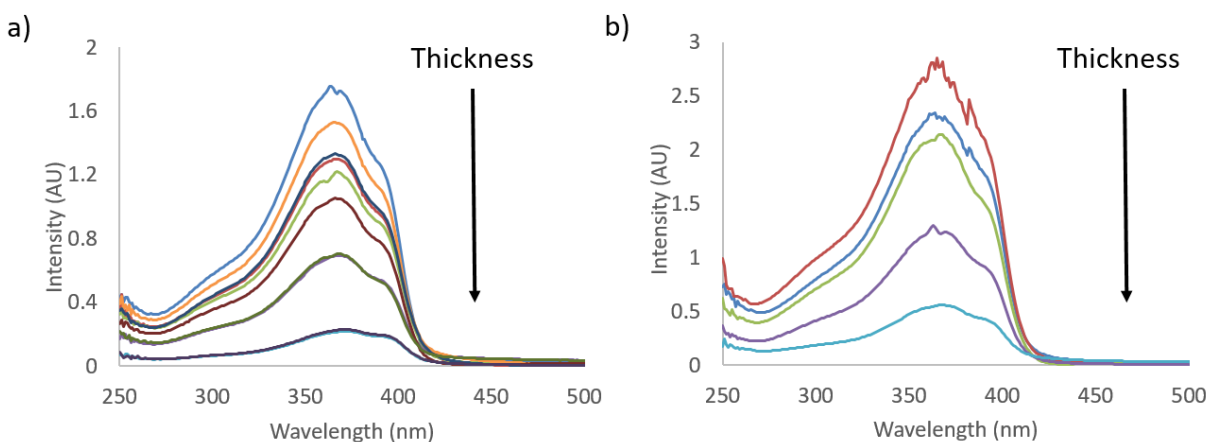 a)
Thickness
Intensity (AU)
2
1.6
1.2
0.8
0.4
0
250 300 350 400 450 500
Wavelength (nm)
b)
Thickness
Intensity (AU)
3
2.5
2
1.5
1
0.5
0
250 300 350 400 450 500
Wavelength (nm)